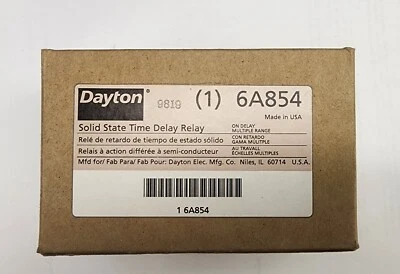 Dayton 9819 (1) 6A854
Made in USA
Solid State Time Delay Relay ON DELAY MULTIPLE RANGE
Relé de retardo de tiempo de estado sólido CON RETARDO GAMA MULITPLE
Relais à action différée à semi-conducteur AU TRAVAIL ÉCHELLES MULTIPLES
Mfd for/ Fab Para/ Fab Pour: Dayton Elec. Mfg. Co. Niles, IL 60714 U.S.A.
1 6A854